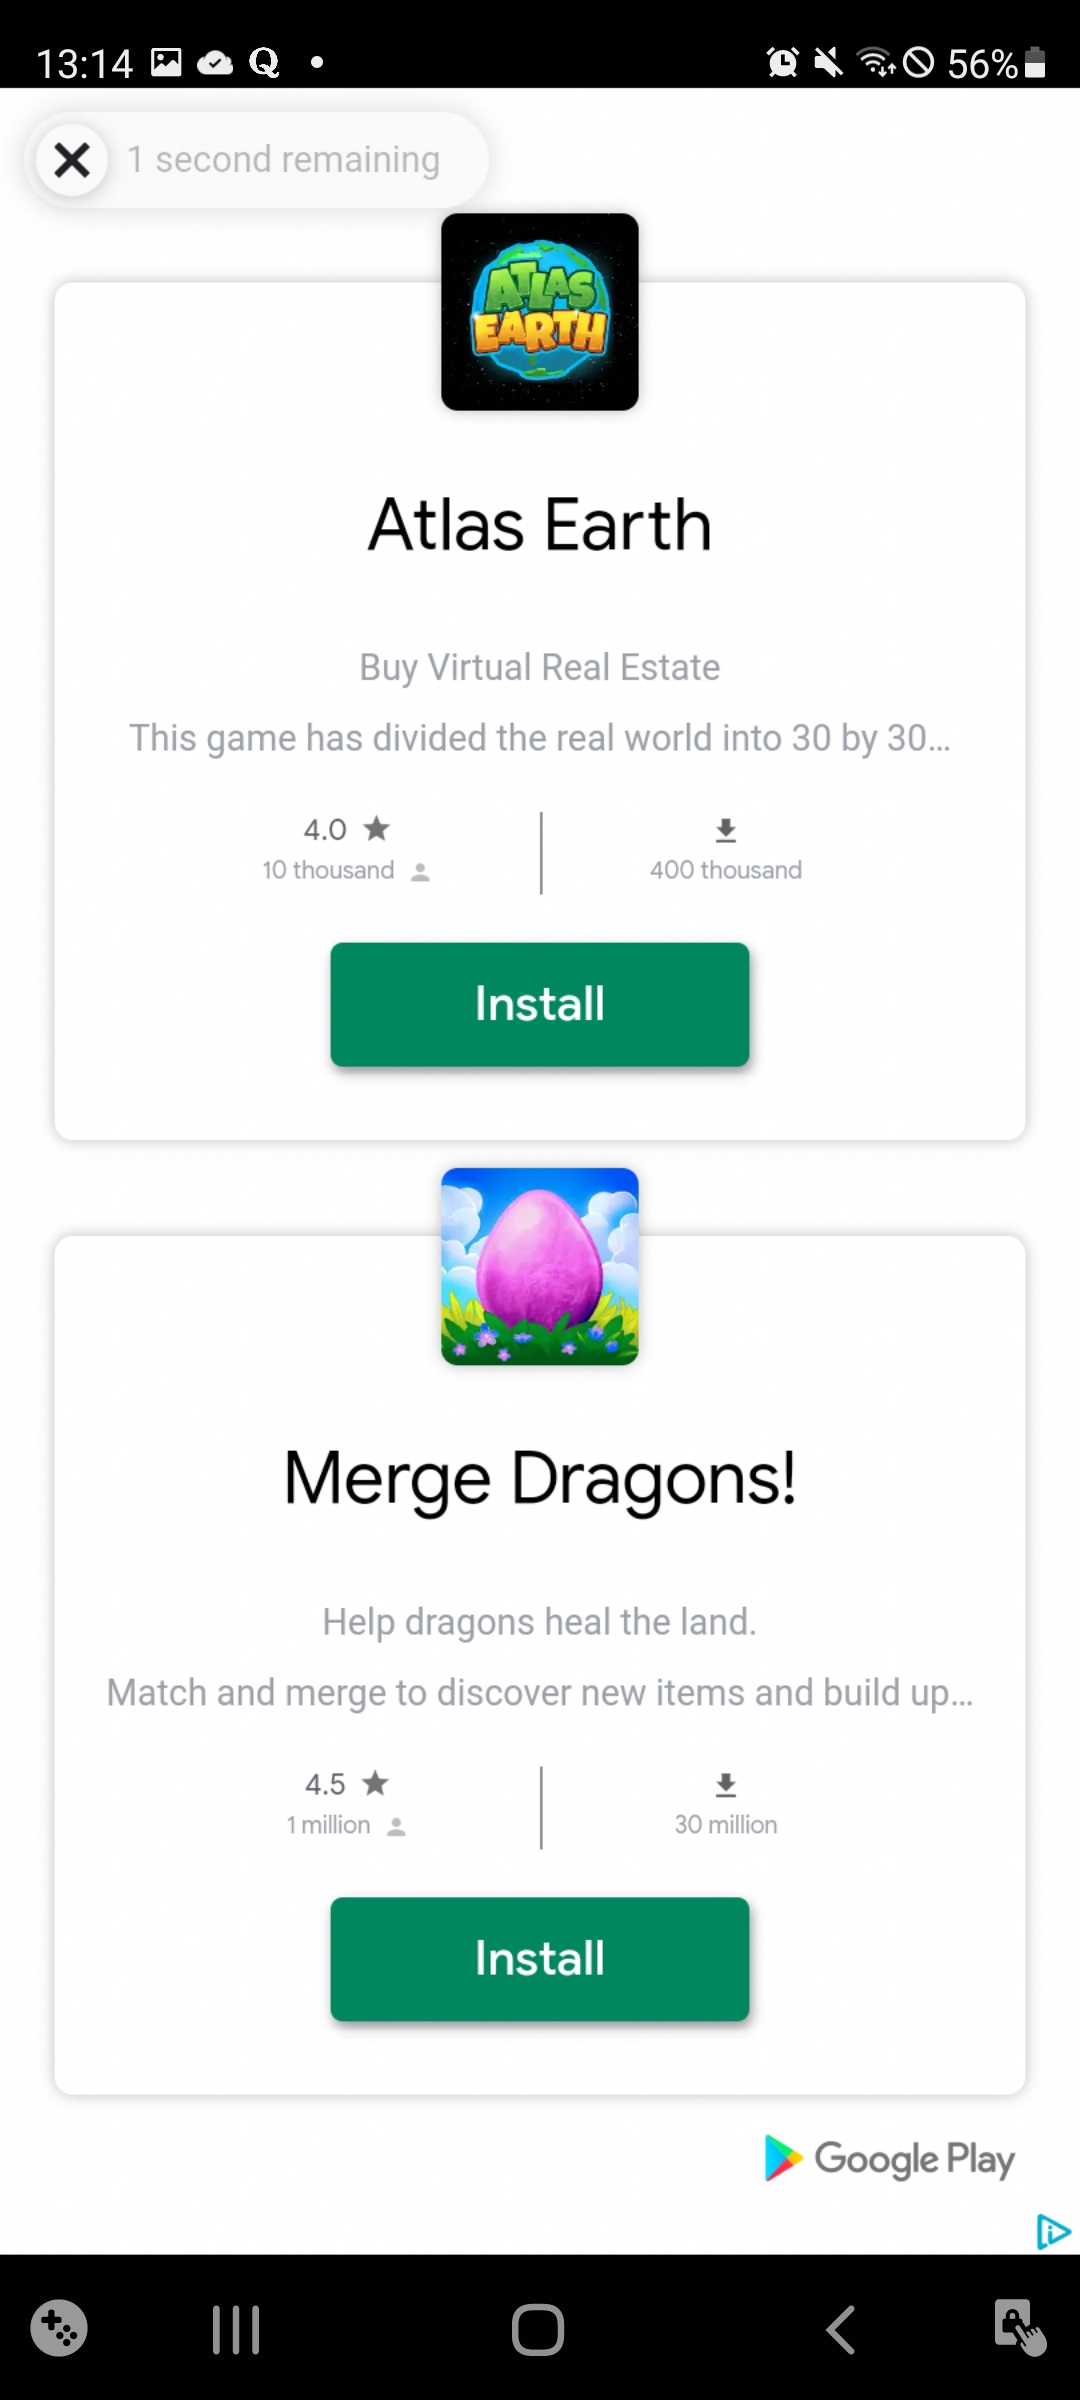 13:14
Q
56%
1 second remaining
ATLAS
EARTH
Atlas Earth
Buy Virtual Real Estate
This game has divided the real world into 30 by 30...
4.0
10 thousand
400 thousand
Install
Merge Dragons!
Help dragons heal the land.
Match and merge to discover new items and build up...
4.5
1 million
30 million
Install
Google Play